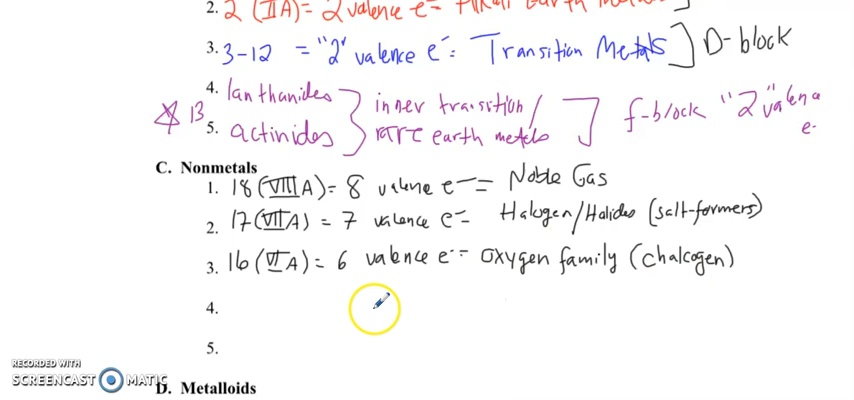 2. 2 (IIA) = 2 valence e- = Alkali Earth Metals]
3. 3-12 = "2" valence e- = Transition Metals ] D-block
4. lanthanides } inner transition/ ] f-block "2" valence
☆ 13
5. actinides } rare earth metals e-
C. Nonmetals
1. 18 (VIIIA) = 8 valene e- = Noble Gas
2. 17 (VIIA) = 7 valence e- = Halogen/Halides (salt-formers)
3. 16 (VIA) = 6 valence e- = oxygen family (chalcogen)
4.
5.
RECORDED WITH
SCREENCAST MATIC
D. Metalloids